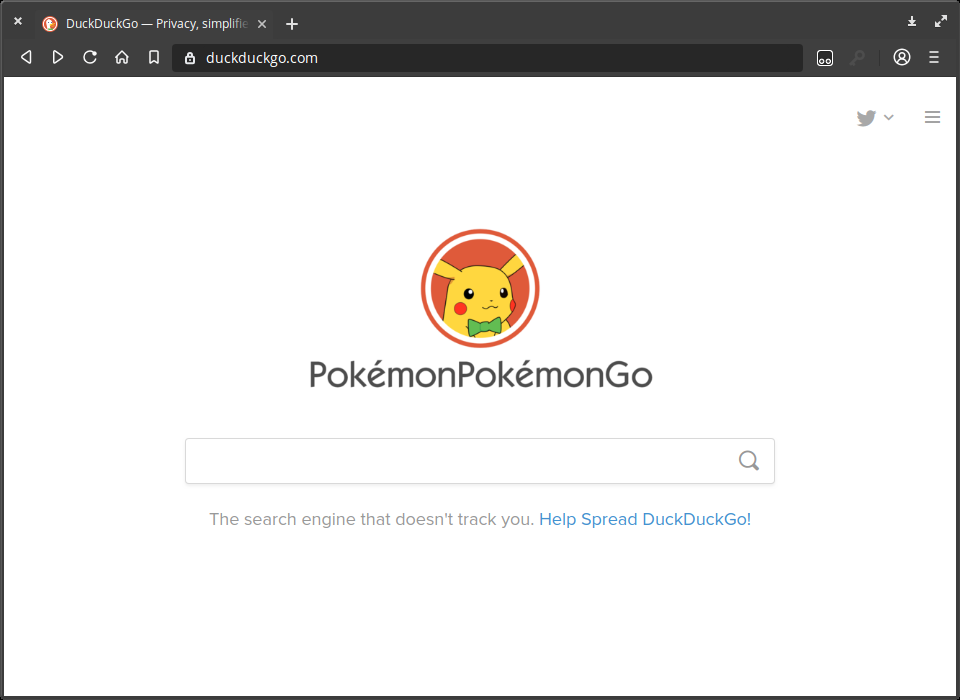 DuckDuckGo — Privacy, simplifie
duckduckgo.com
PokémonPokémonGo
The search engine that doesn't track you. Help Spread DuckDuckGo!